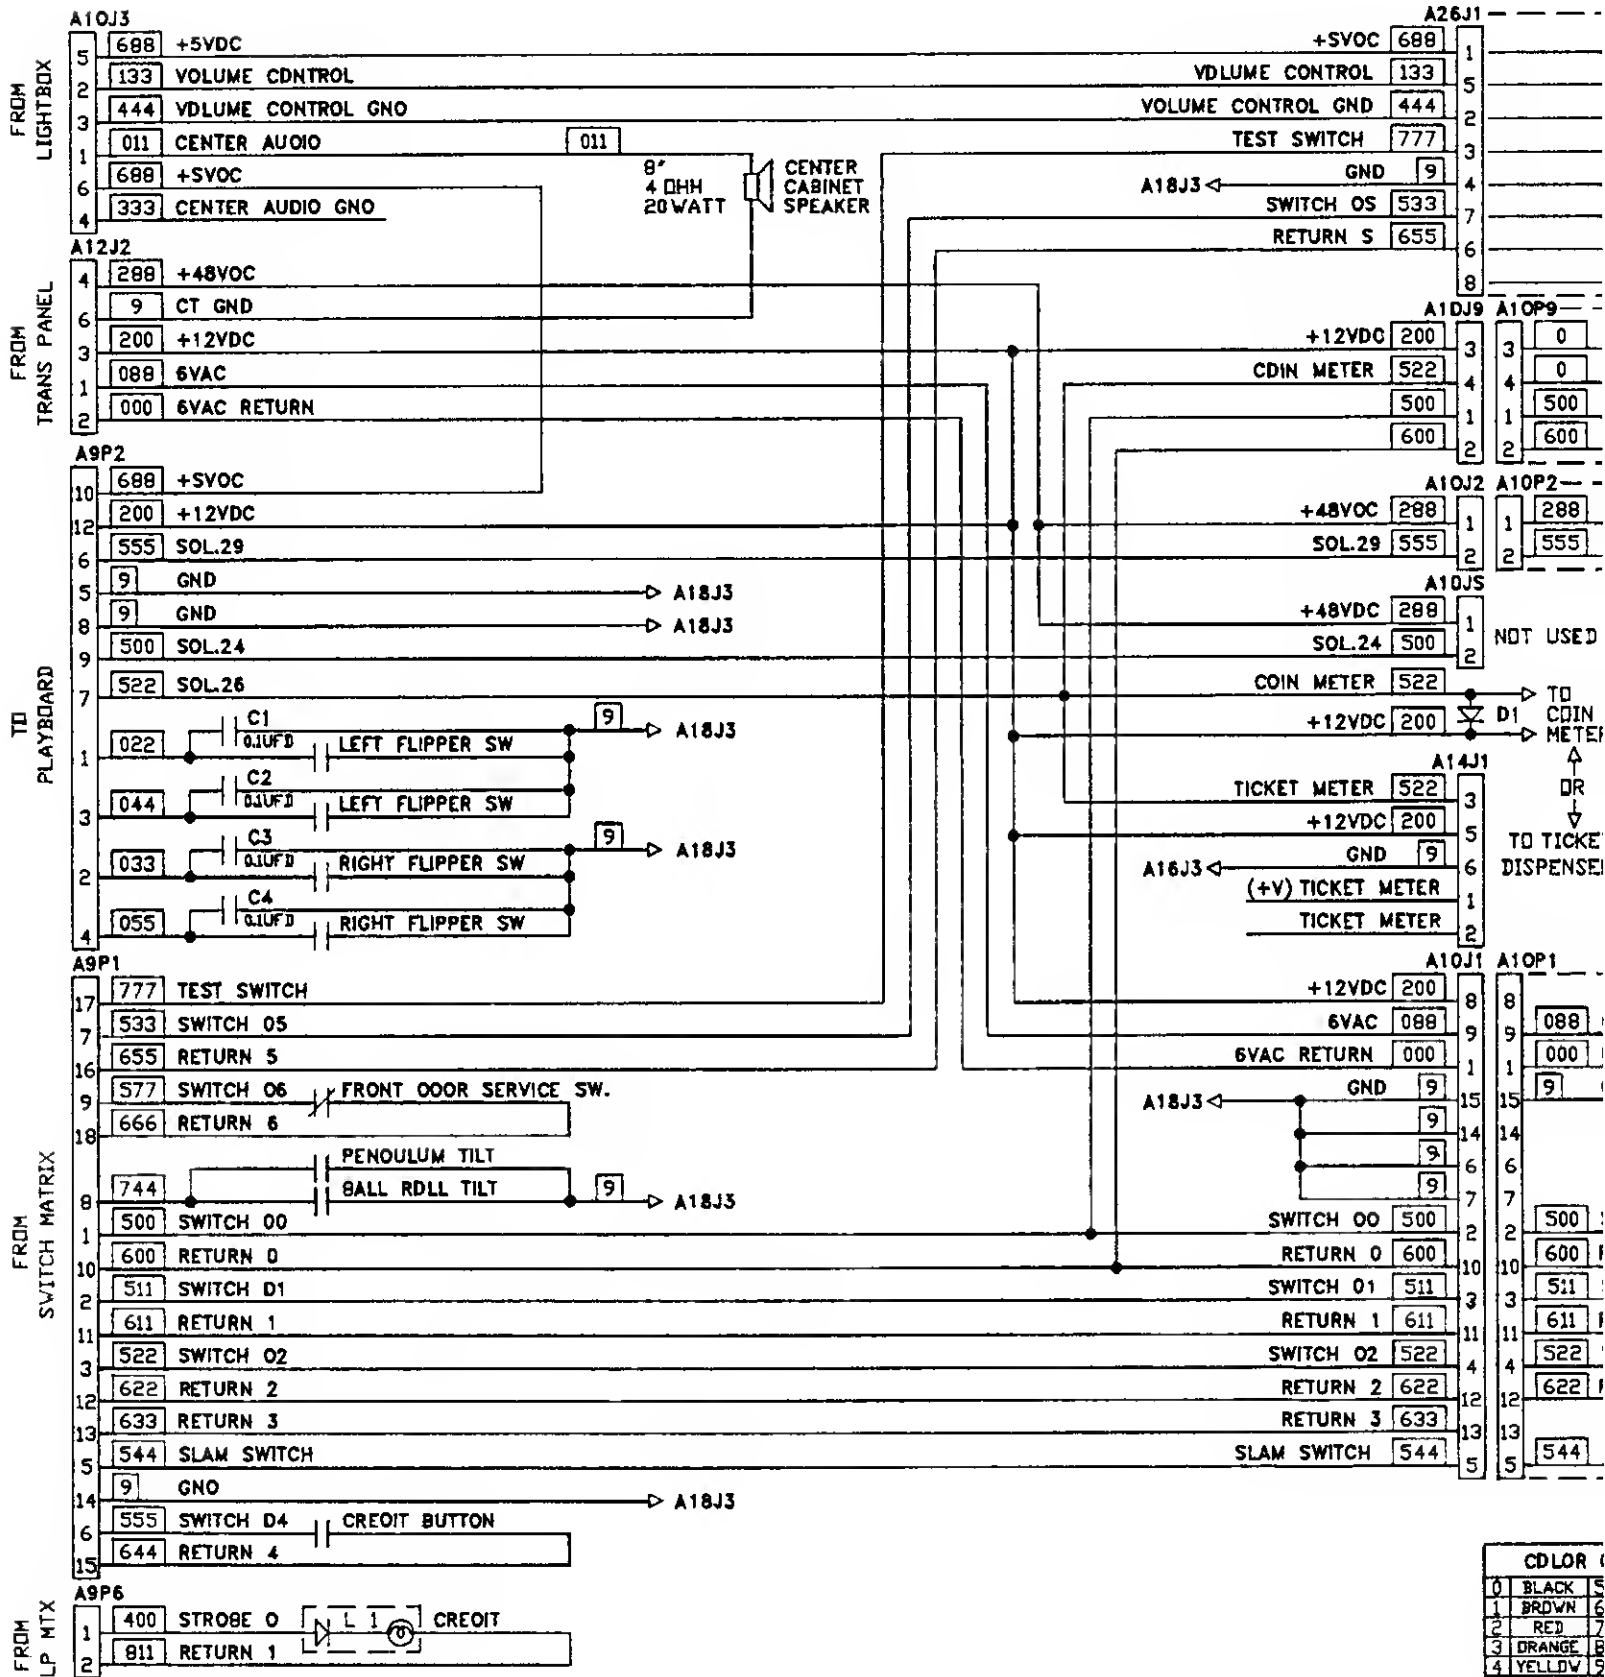 A10J3
FROM
LIGHTBOX
5 688 +5VDC
2 133 VOLUME CDNTROL
3 444 VDLUME CONTROL GNO
1 011 CENTER AUOIO 011
6 688 +SVOC
4 333 CENTER AUDIO GNO
8" 4 OHH 20 WATT
CENTER CABINET SPEAKER
A12J2
FROM
TRANS PANEL
4 288 +48VOC
6 9 CT GND
3 200 +12VDC
1 088 6VAC
2 000 6VAC RETURN
A9P2
TO
PLAYBOARD
10 688 +SVOC
12 200 +12VDC
6 555 SOL.29
5 9 GND A18J3
8 9 GND A18J3
9 500 SOL.24
7 522 SOL.26
C1 0.1UFD 9 A18J3
1 022 LEFT FLIPPER SW
C2 0.1UFD
3 044 LEFT FLIPPER SW
C3 0.1UFD 9 A18J3
2 033 RIGHT FLIPPER SW
C4 0.1UFD
4 055 RIGHT FLIPPER SW
A9P1
FROM
SWITCH MATRIX
17 777 TEST SWITCH
7 533 SWITCH 05
16 655 RETURN 5
9 577 SWITCH 06 FRONT OOOR SERVICE SW.
18 666 RETURN 6
PENOULUM TILT
8 744 8ALL RDLL TILT 9 A18J3
1 500 SWITCH 00
10 600 RETURN D
2 511 SWITCH D1
11 611 RETURN 1
3 522 SWITCH 02
12 622 RETURN 2
13 633 RETURN 3
5 544 SLAM SWITCH
14 9 GNO A18J3
6 555 SWITCH D4 CREOIT BUTTON
15 644 RETURN 4
A9P6
FROM
LP MTX
1 400 STROBE O L 1 CREOIT
2 811 RETURN 1
A26J1
+SVOC 688 1
VDLUME CONTROL 133 5
VOLUME CONTROL GND 444 2
TEST SWITCH 777 3
A18J3 GND 9 4
SWITCH OS 533 7
RETURN S 655 6
8
A1DJ9 A10P9
+12VDC 200 3 3 0
CDIN METER 522 4 4 0
500 1 1 500
600 2 2 600
A10J2 A10P2
+48VOC 288 1 1 288
SOL.29 555 2 2 555
A10JS
+48VDC 288 1
SOL.24 500 2
NOT USED
COIN METER 522
+12VDC 200
D1
TO
COIN
METER
OR
TO TICKET
DISPENSE
A14J1
TICKET METER 522 3
+12VDC 200 5
A16J3 GND 9 6
(+V) TICKET METER 1
TICKET METER 2
A10J1 A10P1
+12VDC 200 8 8
6VAC 088 9 9 088
6VAC RETURN 000 1 1 000
A18J3 GND 9 15 15 9
9 14 14
9 6 6
9 7 7
SWITCH OO 500 2 2 500
RETURN O 600 10 10 600
SWITCH 01 511 3 3 511
RETURN 1 611 11 11 611
SWITCH O2 522 4 4 522
RETURN 2 622 12 12 622
RETURN 3 633 13 13
SLAM SWITCH 544 5 5 544
CDLOR
0 BLACK 5
1 BROWN 6
2 RED 7
3 ORANGE 8
4 YELLOW 9